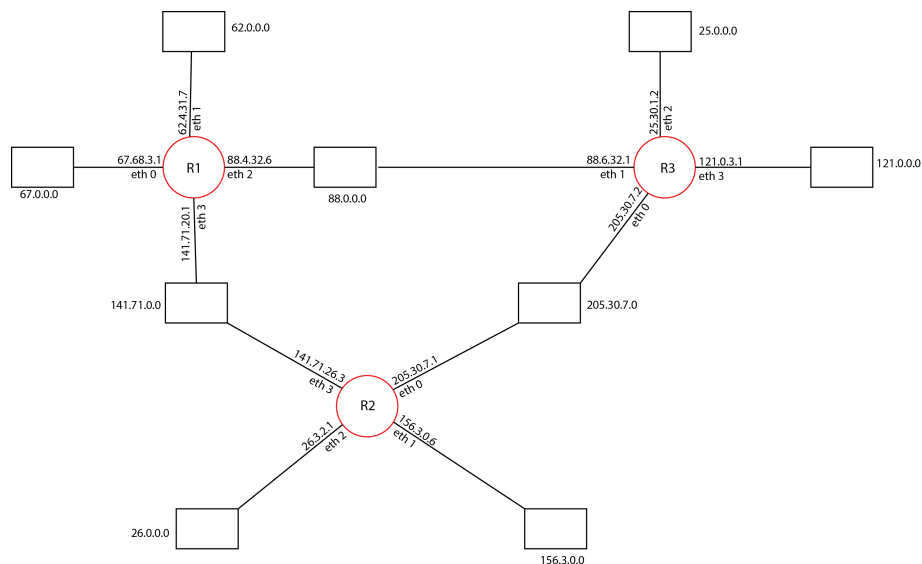 62.0.0.0
25.0.0.0
62.4.31.7
eth 1
25.30.1.2
eth 2
67.68.3.1
eth 0
R1
88.4.32.6
eth 2
88.6.32.1
eth 1
R3
121.0.3.1
eth 3
121.0.0.0
67.0.0.0
88.0.0.0
141.71.20.1
eth 3
205.30.7.2
eth 0
141.71.0.0
205.30.7.0
141.71.26.3
eth 3
205.30.7.1
eth 0
R2
26.3.2.1
eth 2
156.3.0.6
eth 1
26.0.0.0
156.3.0.0